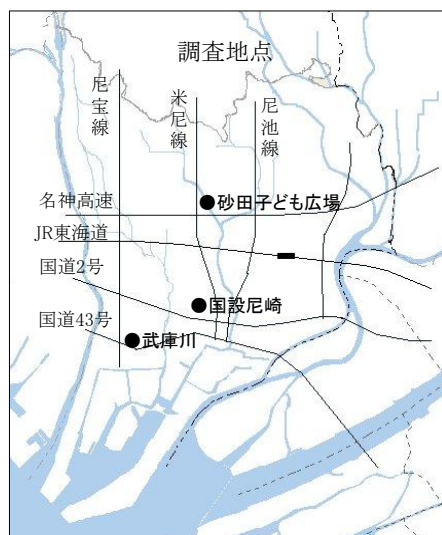 調査地点
尼宝線
米尼線
尼池線
名神高速
砂田子ども広場
JR東海道
国道2号
国設尼崎
国道43号
武庫川